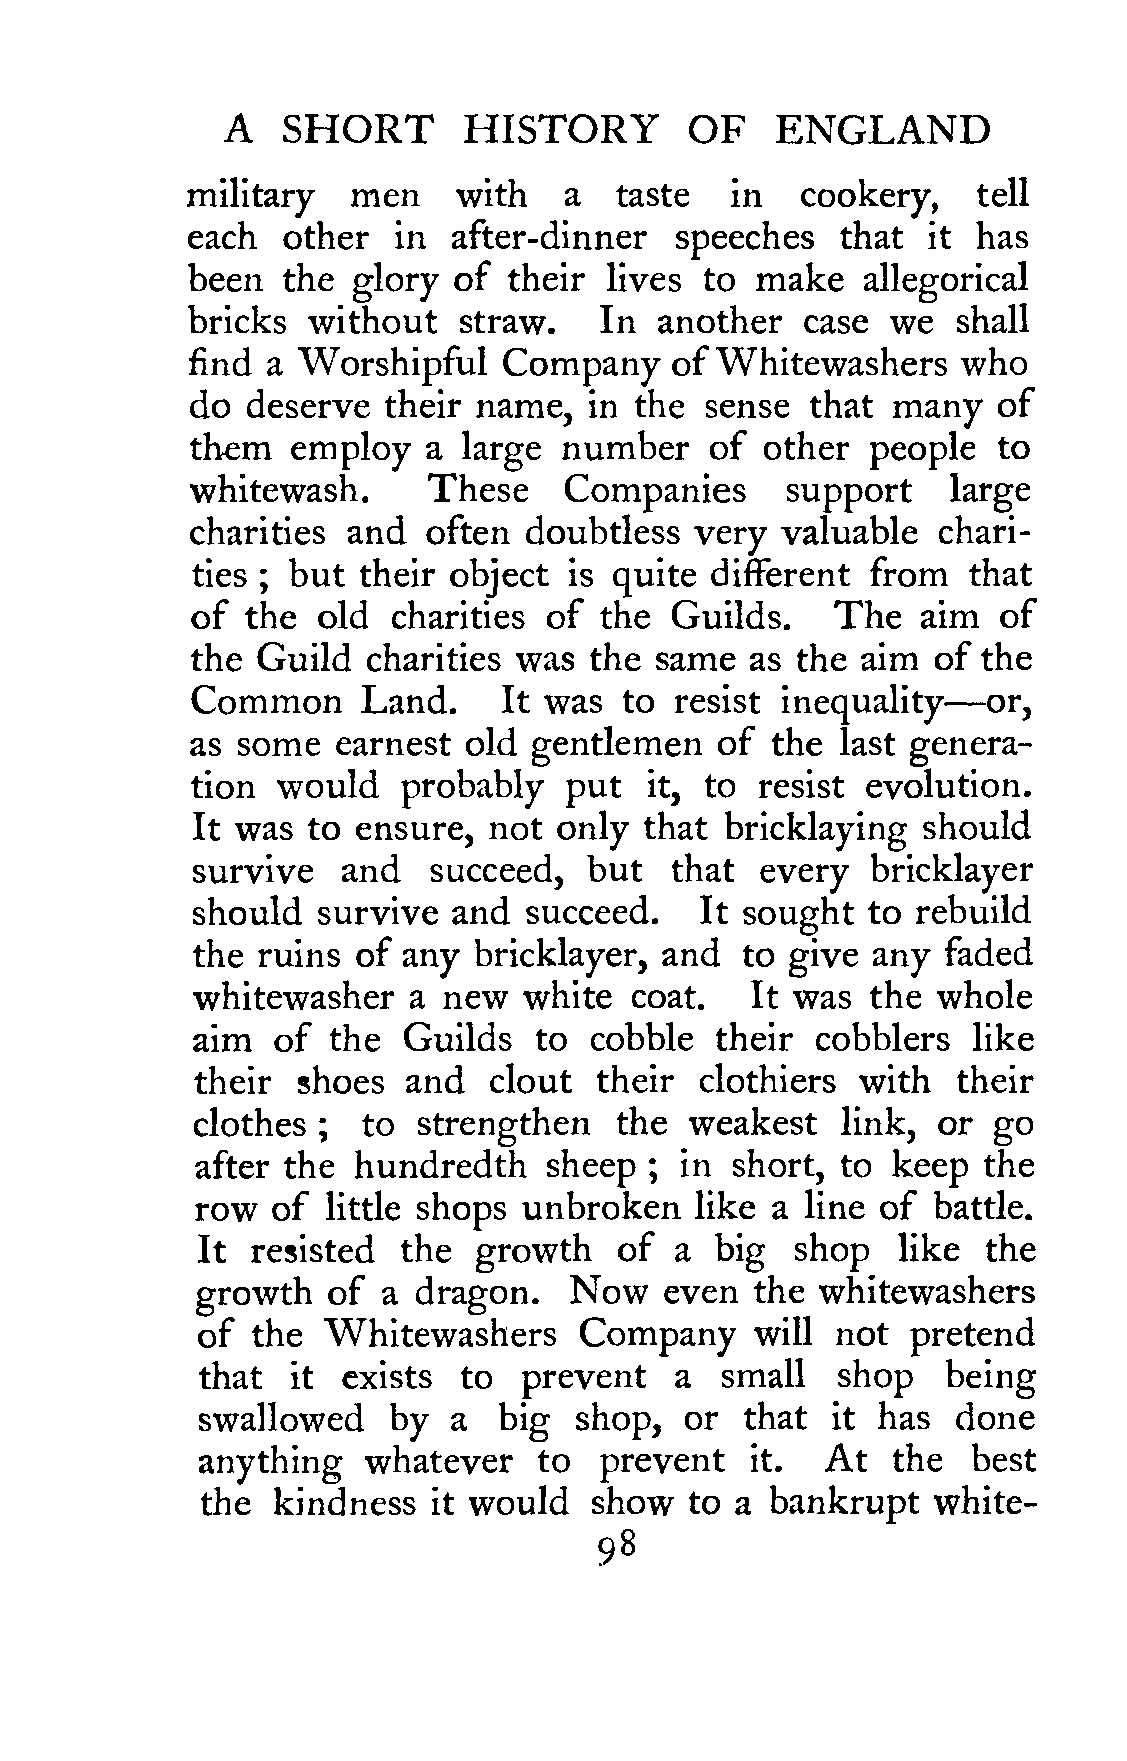 A SHORT HISTORY OF ENGLAND
military men with a taste in cookery, tell
each other in after-dinner speeches that it has
been the glory of their lives to make allegorical
bricks without straw. In another case we shall
find a Worshipful Company of Whitewashers who
do deserve their name, in the sense that many of
them employ a large number of other people to
whitewash. These Companies support large
charities and often doubtless very valuable chari-
ties ; but their object is quite different from that
of the old charities of the Guilds. The aim of
the Guild charities was the same as the aim of the
Common Land. It was to resist inequality—or,
as some earnest old gentlemen of the last genera-
tion would probably put it, to resist evolution.
It was to ensure, not only that bricklaying should
survive and succeed, but that every bricklayer
should survive and succeed. It sought to rebuild
the ruins of any bricklayer, and to give any faded
whitewasher a new white coat. It was the whole
aim of the Guilds to cobble their cobblers like
their shoes and clout their clothiers with their
clothes ; to strengthen the weakest link, or go
after the hundredth sheep ; in short, to keep the
row of little shops unbroken like a line of battle.
It resisted the growth of a big shop like the
growth of a dragon. Now even the whitewashers
of the Whitewashers Company will not pretend
that it exists to prevent a small shop being
swallowed by a big shop, or that it has done
anything whatever to prevent it. At the best
the kindness it would show to a bankrupt white-
98